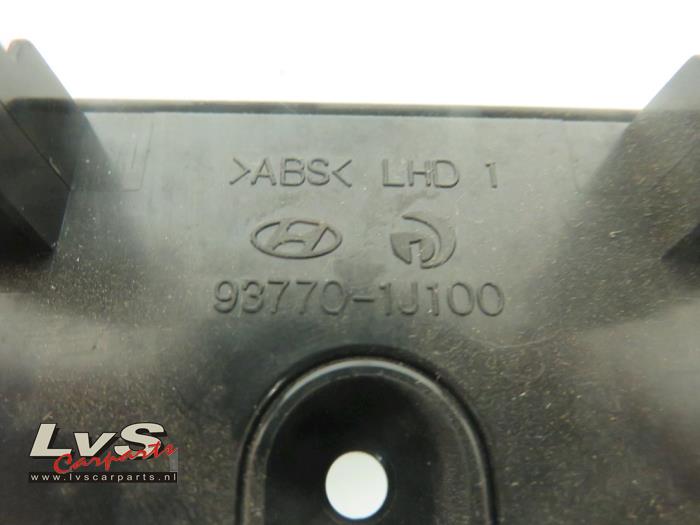 >ABS< LHD 1
93770-1J100
LvS
Carparts
www.lvscarparts.nl